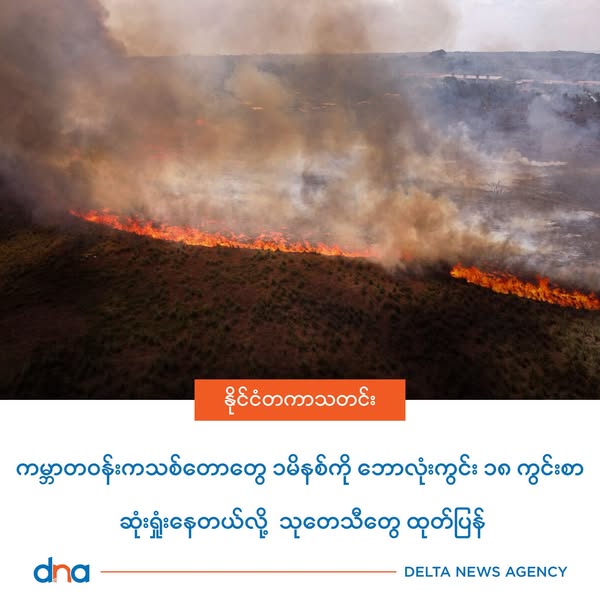 နိုင်ငံတကာသတင်း
ကမ္ဘာတဝန်းကသစ်တောတွေ ၁မိနစ်ကို ဘောလုံးကွင်း ၁၈ ကွင်းစာ
ဆုံးရှုံးနေတယ်လို့ သုတေသီတွေ ထုတ်ပြန်
dna DELTA NEWS AGENCY